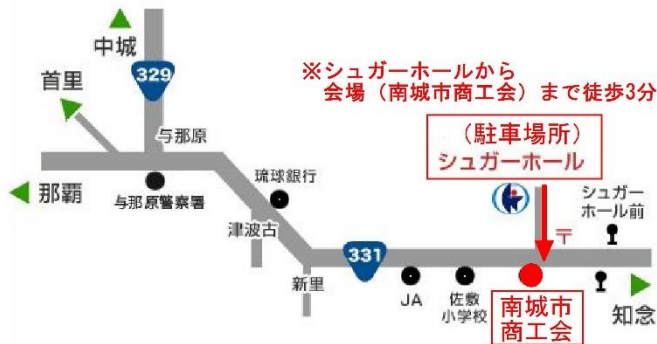 中城
329
首里
※シュガーホールから
会場（南城市商工会）まで徒歩3分
与那原
（駐車場所）
シュガーホール
那覇
与那原警察署
琉球銀行
シュガー
ホール前
津波古
〒
331
新里
JA
佐敷
小学校
南城市
商工会
知念